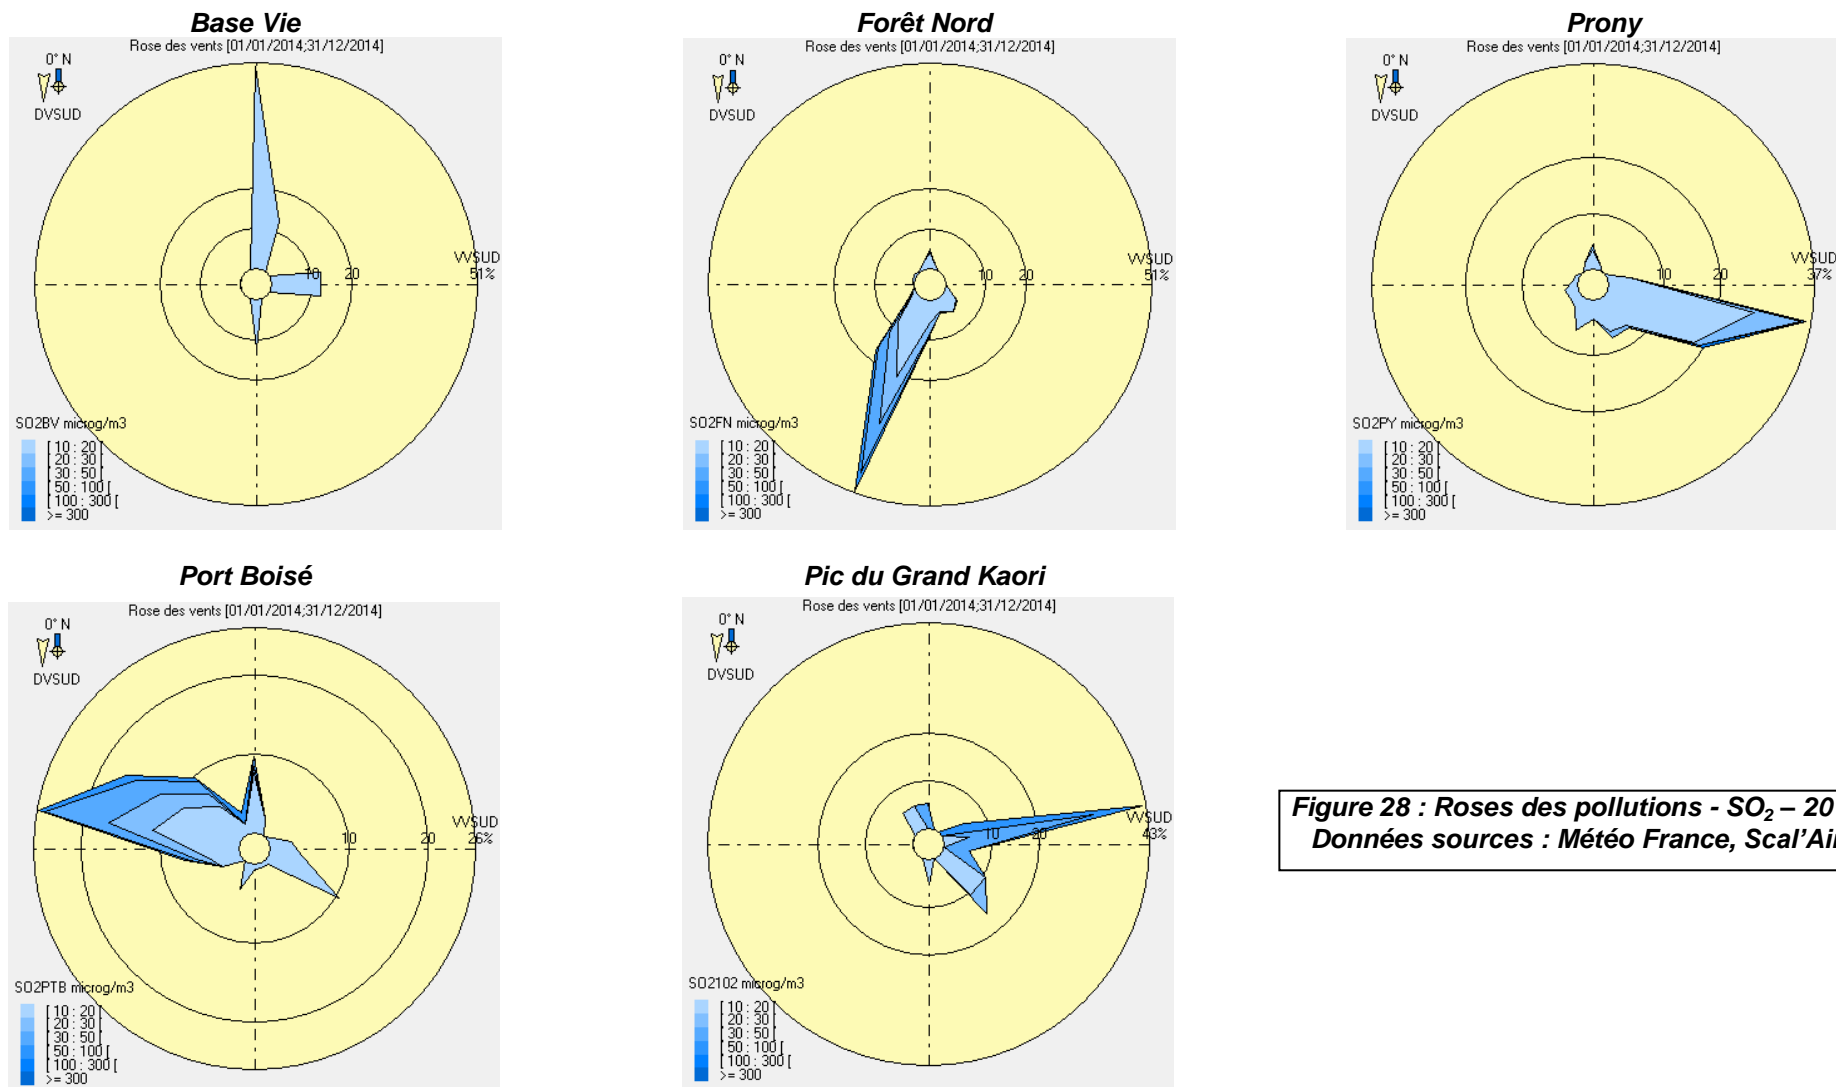 Base Vie
Rose des vents [01/01/2014;31/12/2014]
0° N
DVSUD
VVSUD
10 20 51%
SO2BV microg/m3
[ 10 : 20 [
[ 20 : 30 [
[ 30 : 50 [
[ 50 : 100 [
[ 100 : 300 [
>= 300
Forêt Nord
Rose des vents [01/01/2014;31/12/2014]
0° N
DVSUD
VVSUD
10 20 51%
SO2FN microg/m3
[ 10 : 20 [
[ 20 : 30 [
[ 30 : 50 [
[ 50 : 100 [
[ 100 : 300 [
>= 300
Prony
Rose des vents [01/01/2014;31/12/2014]
0° N
DVSUD
VVSUD
10 20 37%
SO2PY microg/m3
[ 10 : 20 [
[ 20 : 30 [
[ 30 : 50 [
[ 50 : 100 [
[ 100 : 300 [
>= 300
Port Boisé
Rose des vents [01/01/2014;31/12/2014]
0° N
DVSUD
VVSUD
10 20 26%
SO2PTB microg/m3
[ 10 : 20 [
[ 20 : 30 [
[ 30 : 50 [
[ 50 : 100 [
[ 100 : 300 [
>= 300
Pic du Grand Kaori
Rose des vents [01/01/2014;31/12/2014]
0° N
DVSUD
VVSUD
10 20 43%
SO2102 microg/m3
[ 10 : 20 [
[ 20 : 30 [
[ 30 : 50 [
[ 50 : 100 [
[ 100 : 300 [
>= 300
Figure 28 : Roses des pollutions - SO₂ – 20
Données sources : Météo France, Scal'Air